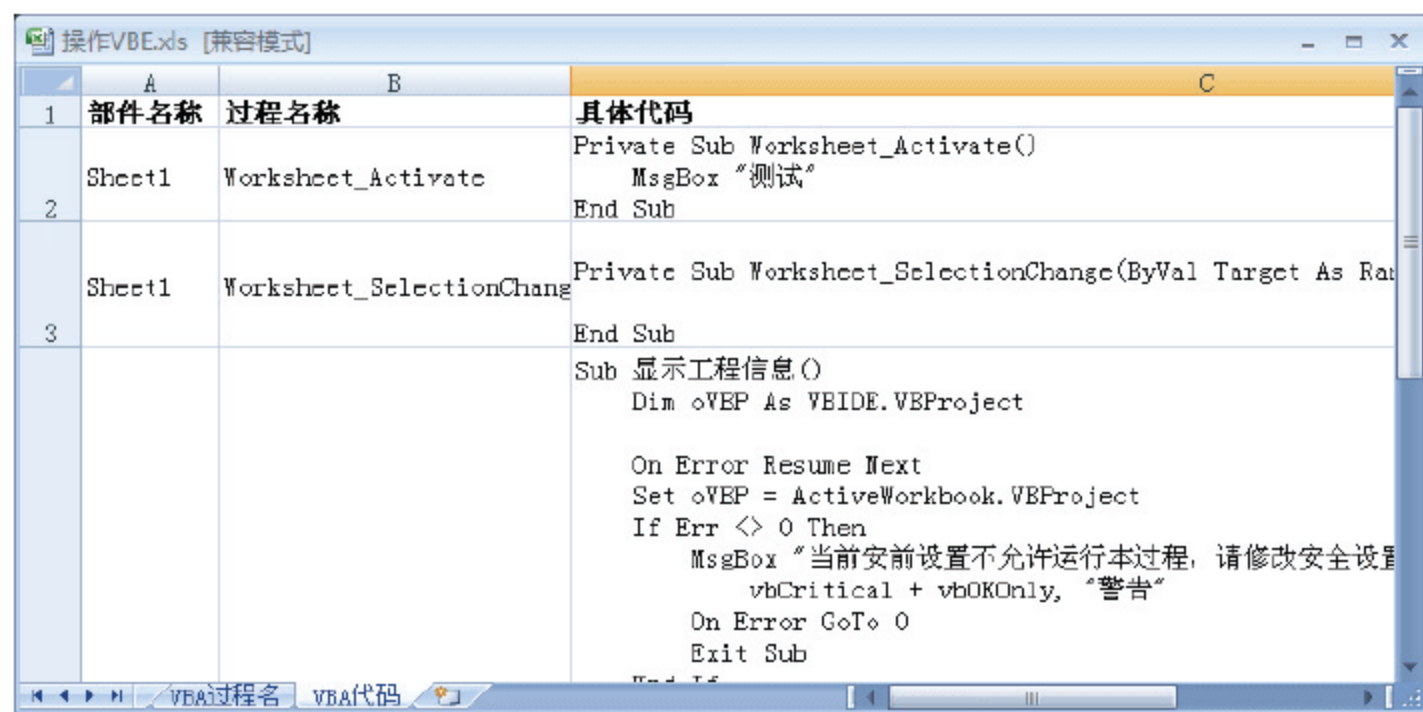 操作VBE.xls [兼容模式]
A B C
1 部件名称 过程名称 具体代码
Private Sub Worksheet_Activate()
Sheet1 Worksheet_Activate MsgBox "测试"
2 End Sub
Sheet1 Worksheet_SelectionChang Private Sub Worksheet_SelectionChange(ByVal Target As Ran
3 End Sub
Sub 显示工程信息()
Dim oVBP As VBIDE.VBProject
On Error Resume Next
Set oVBP = ActiveWorkbook.VBProject
If Err <> 0 Then
MsgBox "当前安前设置不允许运行本过程，请修改安全设置
vbCritical + vbOKOnly, "警告"
On Error GoTo 0
Exit Sub
End If
VBA过程名 VBA代码